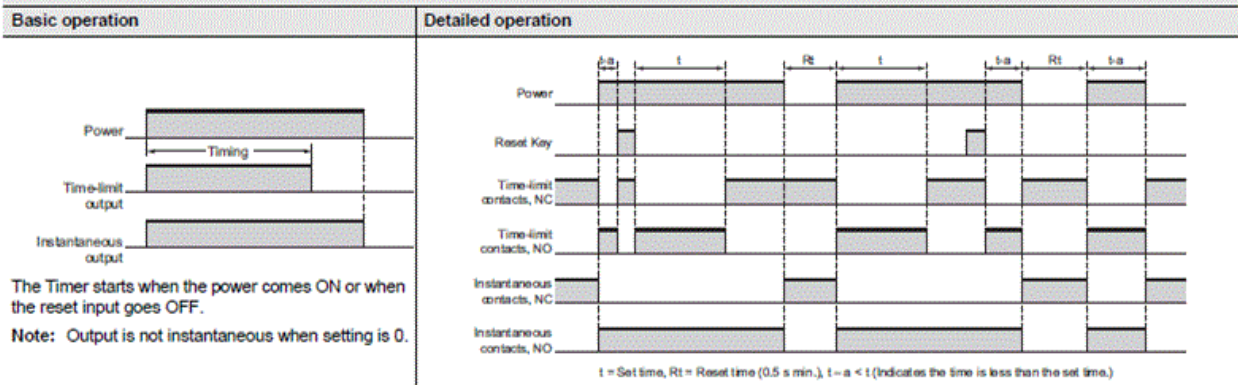 Basic operation
Detailed operation
Power
Timing
Time-limit
output
Instantaneous
output
The Timer starts when the power comes ON or when
the reset input goes OFF.
Note: Output is not instantaneous when setting is 0.
t-a t Rt t t-a Rt t-a
Power
Reset Key
Time-limit
contacts, NC
Time-limit
contacts, NO
Instantaneous
contacts, NC
Instantaneous
contacts, NO
t = Set time, Rt = Reset time (0.5 s min.), t – a < t (Indicates the time is less than the set time.)